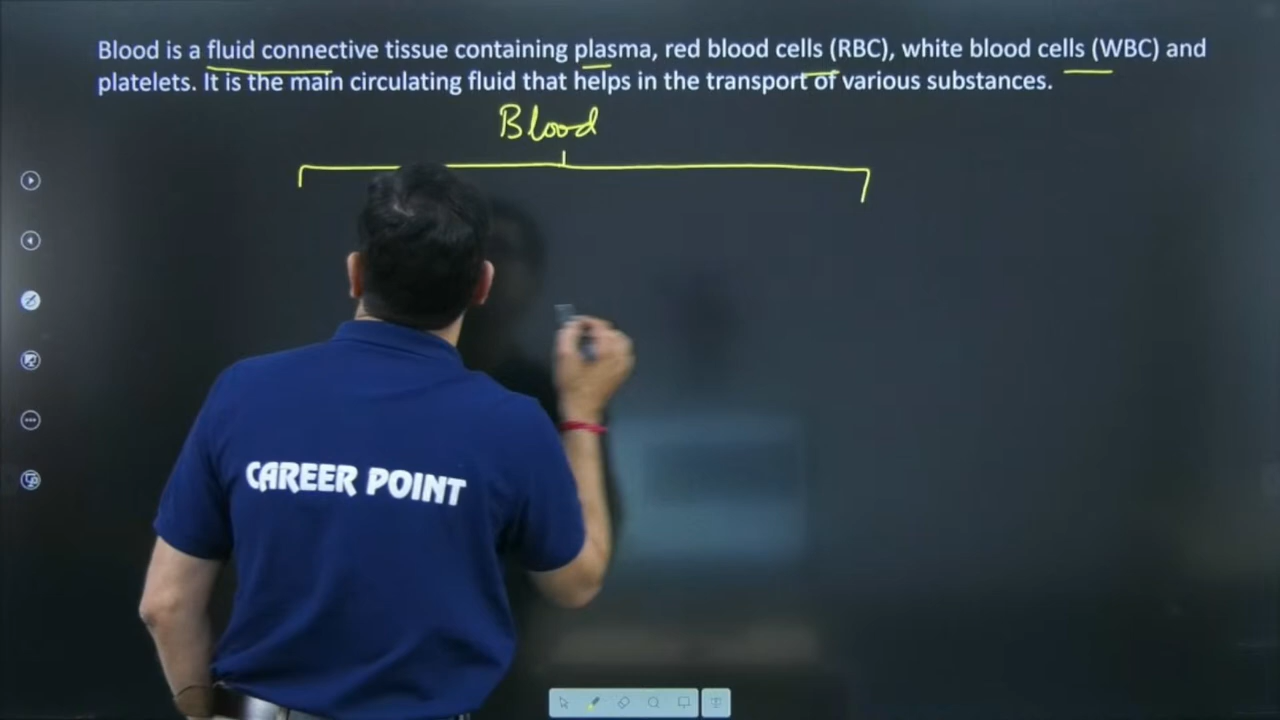 Blood is a fluid connective tissue containing plasma, red blood cells (RBC), white blood cells (WBC) and
platelets. It is the main circulating fluid that helps in the transport of various substances.
Blood
CAREER POINT